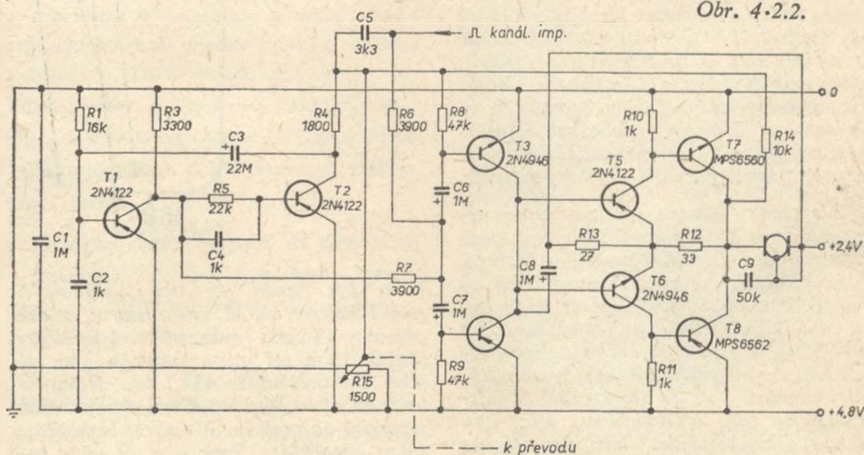 Obr. 4·2.2.
C5
3k3
kanál. imp.
0
R1
16k
R3
3300
R4
1800
R6
3900
R8
47k
R10
1k
T7
MPS6560
R14
10k
C3
+
22M
T3
2N4946
T5
2N4122
T1
2N4122
R5
22k
T2
2N4122
C6
1M
+
C1
1M
C4
1k
R13
27
R12
33
+2,4V
C2
1k
R7
3900
C8
1M
+
T6
2N4946
C9
50k
C7
1M
T8
MPS6562
R9
47k
R15
1500
R11
1k
+4,8V
k převodu